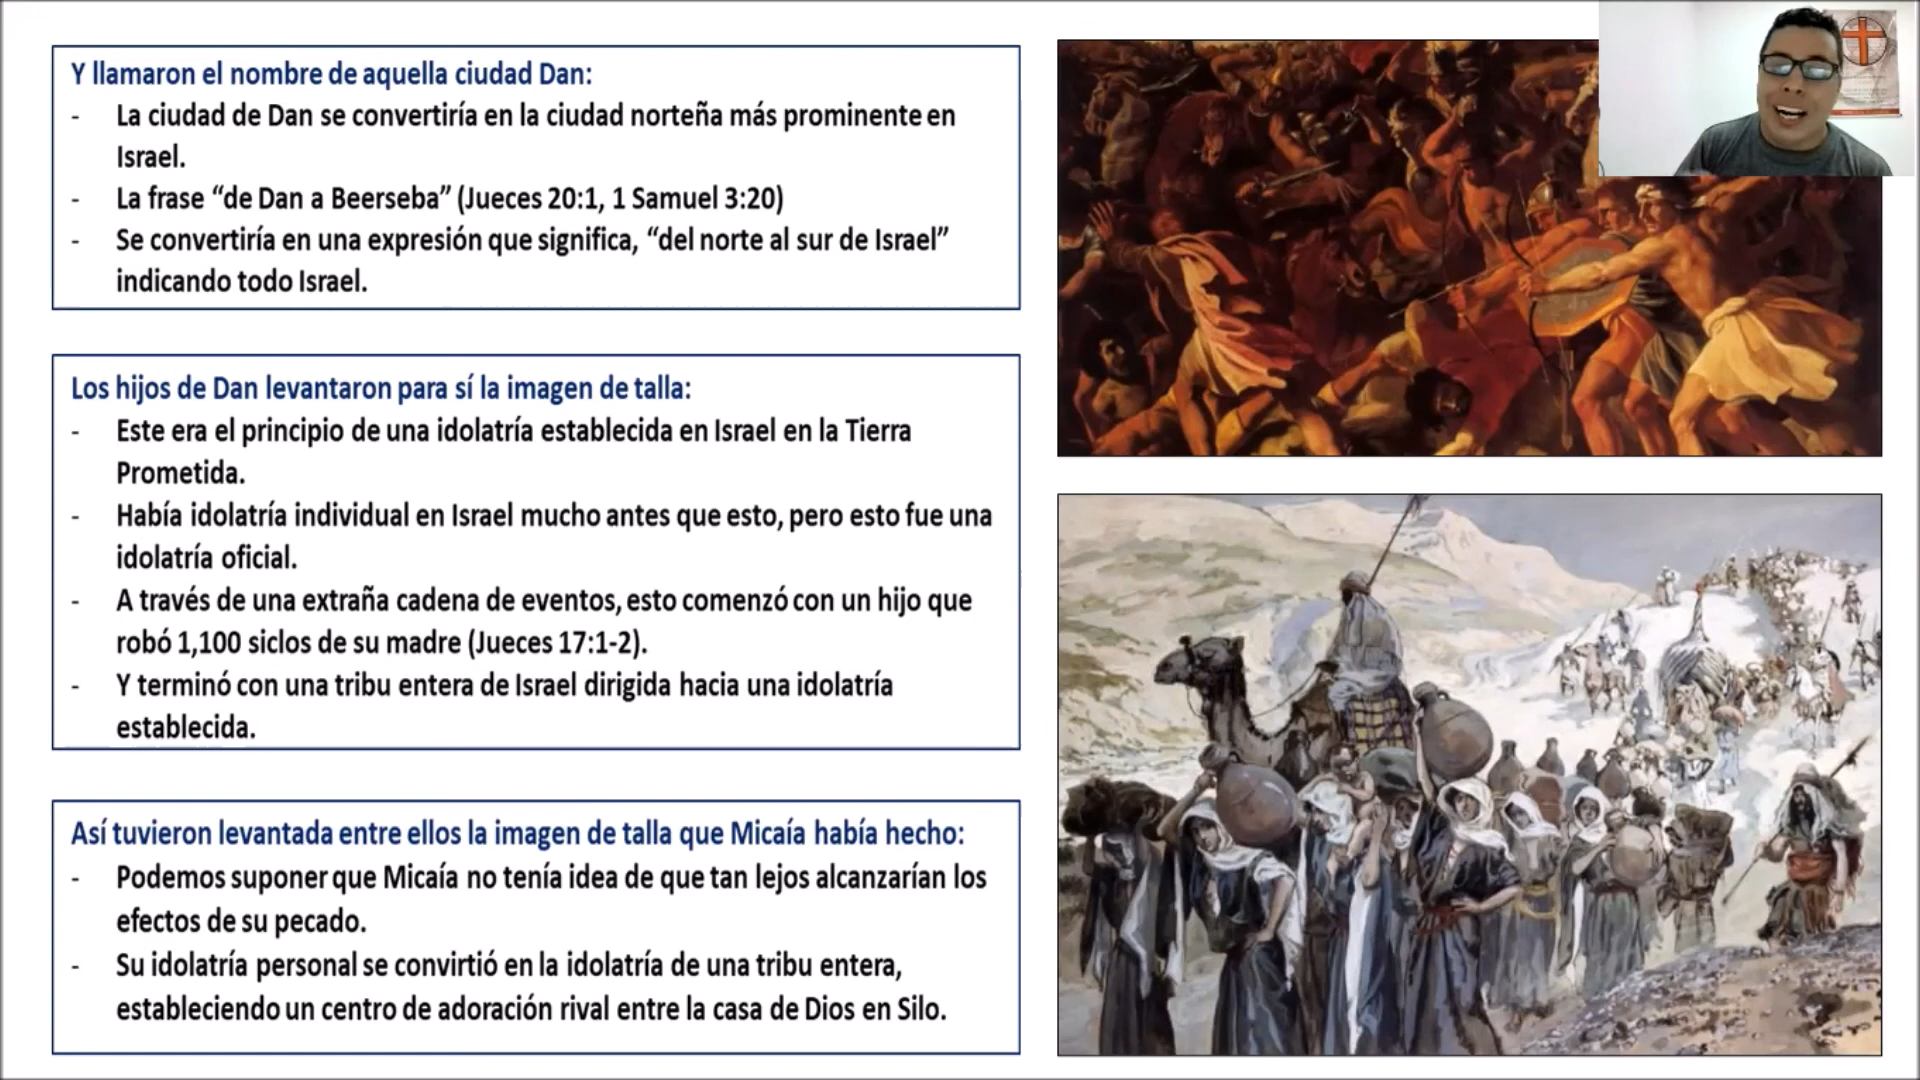 Y llamaron el nombre de aquella ciudad Dan:
- La ciudad de Dan se convertiría en la ciudad norteña más prominente en
Israel.
- La frase “de Dan a Beerseba” (Jueces 20:1, 1 Samuel 3:20)
- Se convertiría en una expresión que significa, “del norte al sur de Israel”
indicando todo Israel.
Los hijos de Dan levantaron para sí la imagen de talla:
- Este era el principio de una idolatría establecida en Israel en la Tierra
Prometida.
- Había idolatría individual en Israel mucho antes que esto, pero esto fue una
idolatría oficial.
- A través de una extraña cadena de eventos, esto comenzó con un hijo que
robó 1,100 siclos de su madre (Jueces 17:1-2).
- Y terminó con una tribu entera de Israel dirigida hacia una idolatría
establecida.
Así tuvieron levantada entre ellos la imagen de talla que Micaía había hecho:
- Podemos suponer que Micaía no tenía idea de que tan lejos alcanzarían los
efectos de su pecado.
- Su idolatría personal se convirtió en la idolatría de una tribu entera,
estableciendo un centro de adoración rival entre la casa de Dios en Silo.